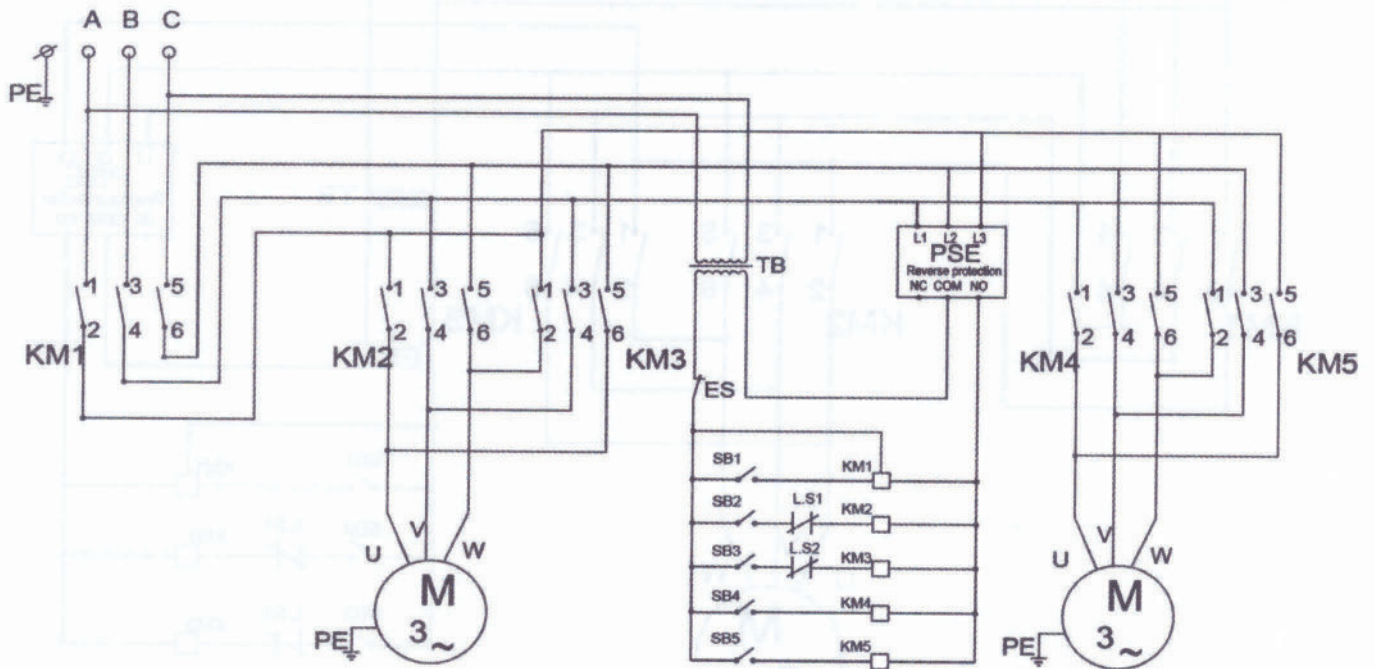 A B C
PE
L1 L2 L3
PSE
Reverse protection
NC COM NO
TB
1 3 5
2 4 6
KM1
1 3 5
2 4 6
KM2
1 3 5
2 4 6
KM3
1 3 5
2 4 6
KM4
1 3 5
2 4 6
KM5
ES
SB1 KM1
SB2 L.S1 KM2
SB3 L.S2 KM3
SB4 KM4
SB5 KM5
U V W
M
3 ~
PE
U V W
M
3 ~
PE